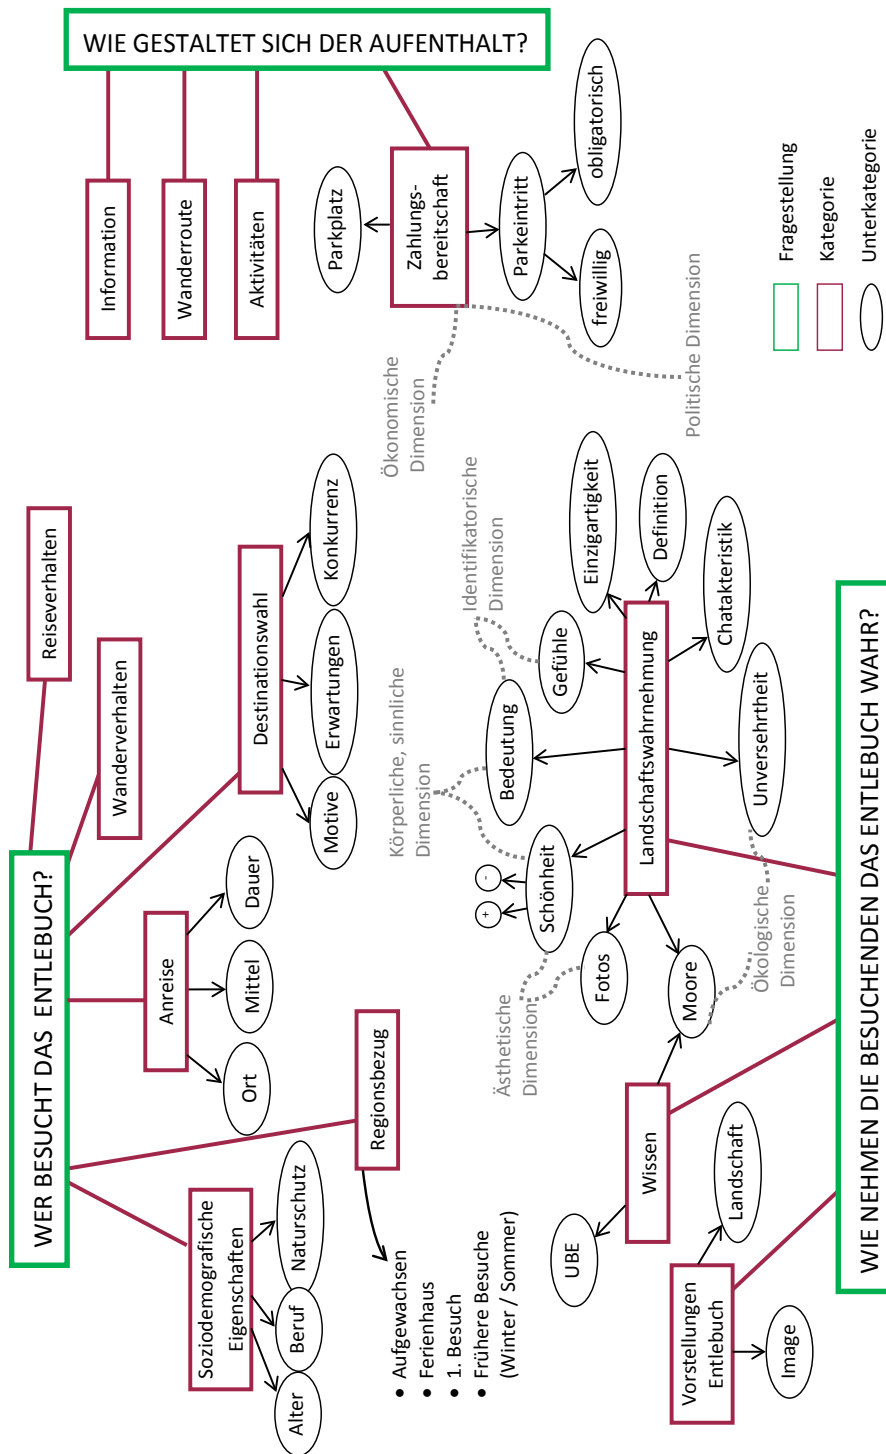 WER BESUCHT DAS ENTLEBUCH?
Reiseverhalten
Wanderverhalten
Soziodemografische
Eigenschaften
Alter
Beruf
Naturschutz
Regionsbezug
• Aufgewachsen
• Ferienhaus
• 1. Besuch
• Frühere Besuche
(Winter / Sommer)
Anreise
Ort
Mittel
Dauer
Destinationswahl
Motive
Erwartungen
Konkurrenz
WIE GESTALTET SICH DER AUFENTHALT?
Information
Wanderroute
Aktivitäten
Zahlungs-
bereitschaft
Parkplatz
Parkeintritt
freiwillig
obligatorisch
Ökonomische
Dimension
Politische Dimension
Körperliche, sinnliche
Dimension
Identifikatorische
Dimension
Ästhetische
Dimension
Ökologische
Dimension
UBE
Wissen
Moore
Fotos
Schönheit
+
-
Bedeutung
Gefühle
Einzigartigkeit
Definition
Chatakteristik
Unversehrtheit
Landschaftswahrnehmung
Vorstellungen
Entlebuch
Image
Landschaft
WIE NEHMEN DIE BESUCHENDEN DAS ENTLEBUCH WAHR?
Fragestellung
Kategorie
Unterkategorie